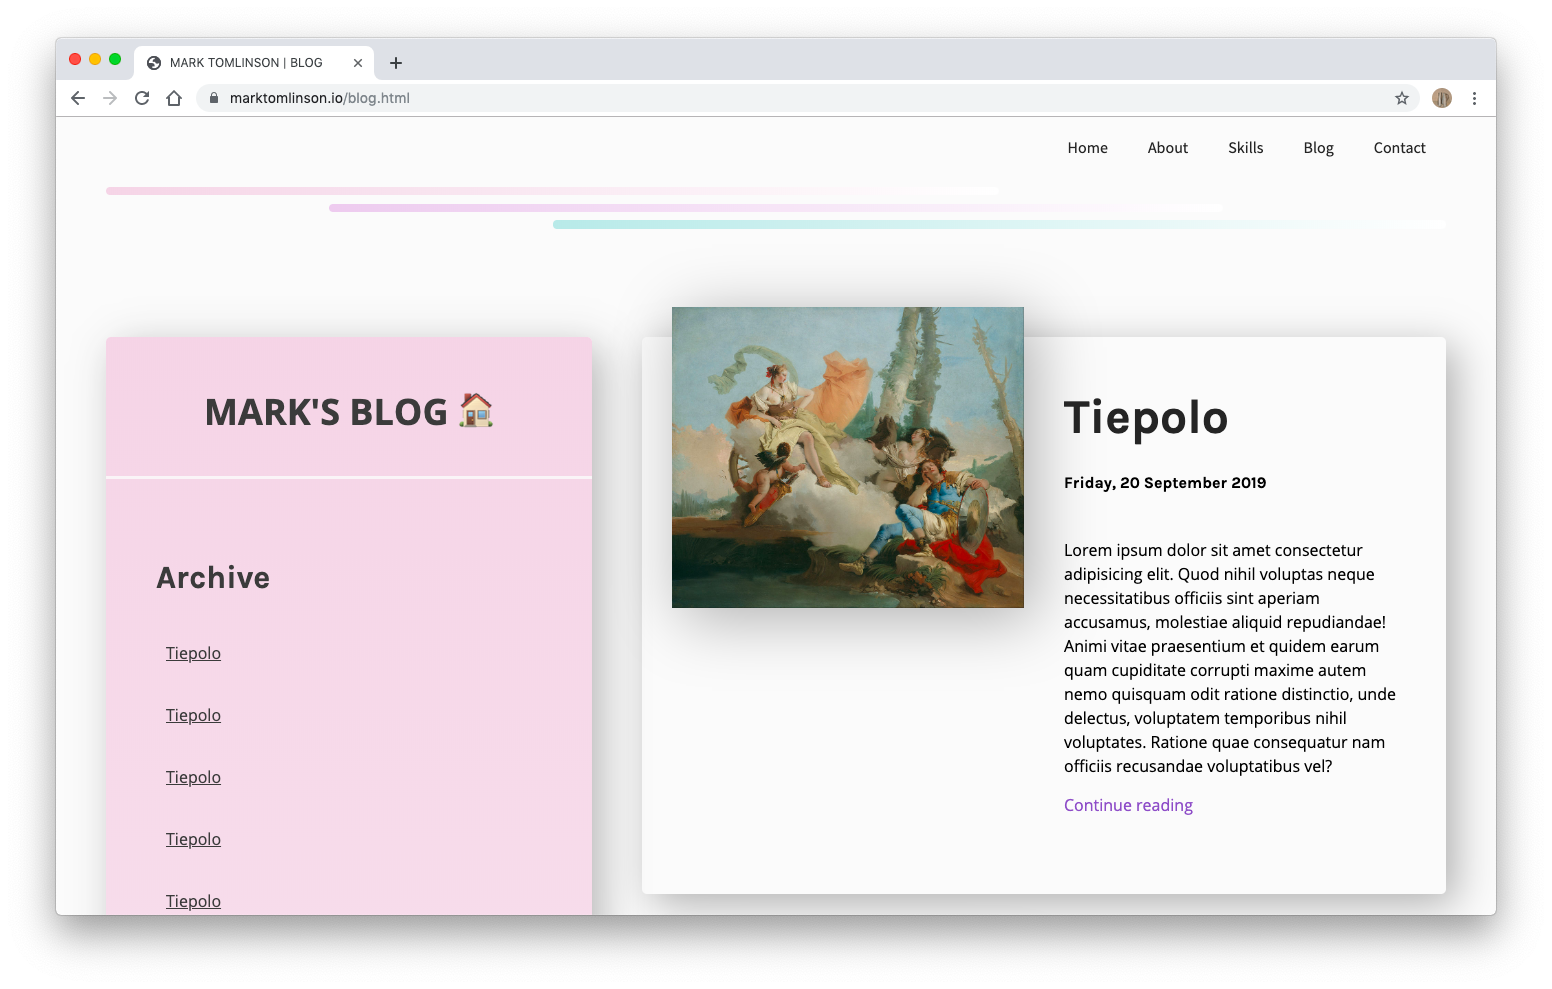 MARK TOMLINSON | BLOG
marktomlinson.io/blog.html
Home About Skills Blog Contact
MARK'S BLOG
Archive
Tiepolo
Tiepolo
Tiepolo
Tiepolo
Tiepolo
Tiepolo
Friday, 20 September 2019
Lorem ipsum dolor sit amet consectetur
adipisicing elit. Quod nihil voluptas neque
necessitatibus officiis sint aperiam
accusamus, molestiae aliquid repudiandae!
Animi vitae praesentium et quidem earum
quam cupiditate corrupti maxime autem
nemo quisquam odit ratione distinctio, unde
delectus, voluptatem temporibus nihil
voluptates. Ratione quae consequatur nam
officiis recusandae voluptatibus vel?
Continue reading